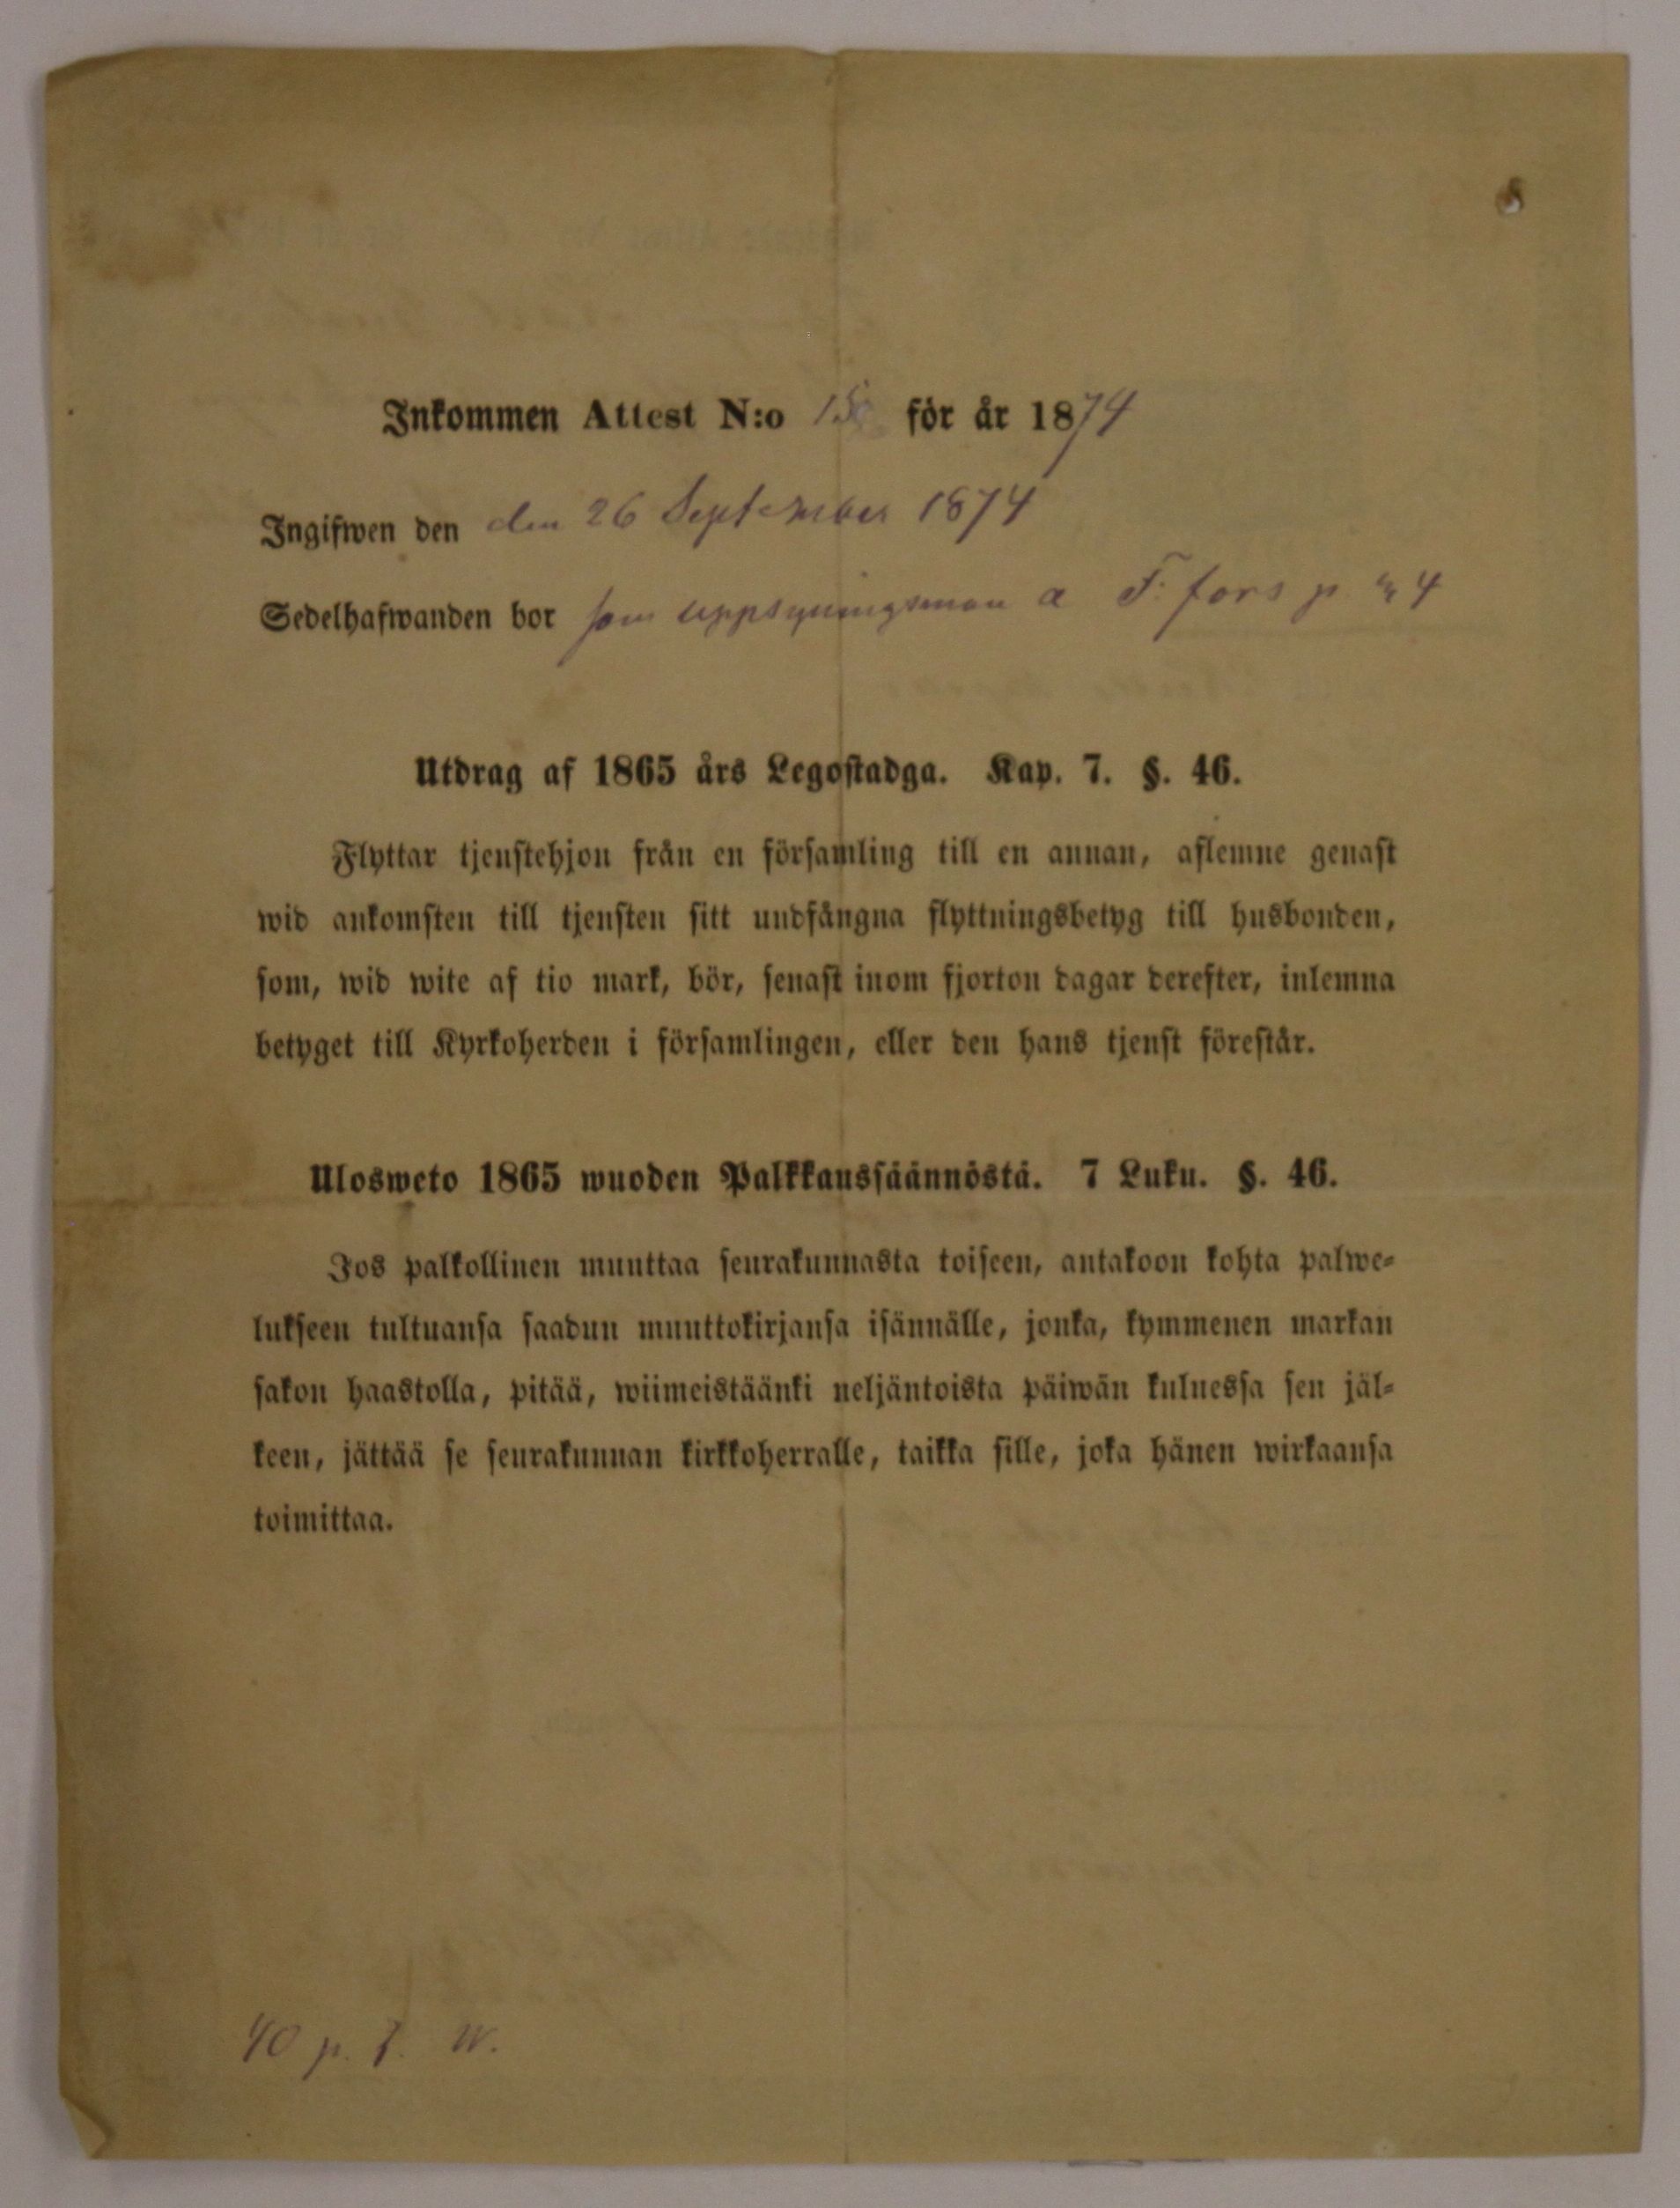 Inkommen Attest N:o 15 för år 1874
Ingifwen den den 26 September 1874
Sedelhafwanden bor som uppsyningsman a F:fors p. 4
Utdrag af 1865 års Legostadga. Kap. 7. §. 46.
Flyttar tjenstehjon från en församling till en annan, aflemne genast
wid ankomsten till tjensten sitt undfångna flyttningsbetyg till husbonden,
som, wid wite af tio mark, bör, senast inom fjorton dagar derefter, inlemna
betyget till Kyrkoherden i församlingen, eller den hans tjenst förestår.
Ulosweto 1865 wuoden Palkkaussäännöstä. 7 Luku. §. 46.
Jos palkollinen muuttaa seurakunnasta toiseen, antakoon kohta palwe-
lukseen tultuansa saadun muuttokirjansa isännälle, jonka, kymmenen markan
sakon haastolla, pitää, wiimeistäänki neljäntoista päiwän kuluessa sen jäl-
keen, jättää se seurakunnan kirkkoherralle, taikka sille, joka hänen wirkaansa
toimittaa.
40 p. W.